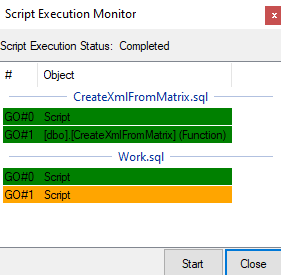 Script Execution Monitor
x
Script Execution Status: Completed
# Object
CreateXmlFromMatrix.sql
GO#0 Script
GO#1 [dbo].[CreateXmlFromMatrix] (Function)
Work.sql
GO#0 Script
GO#1 Script
Start Close